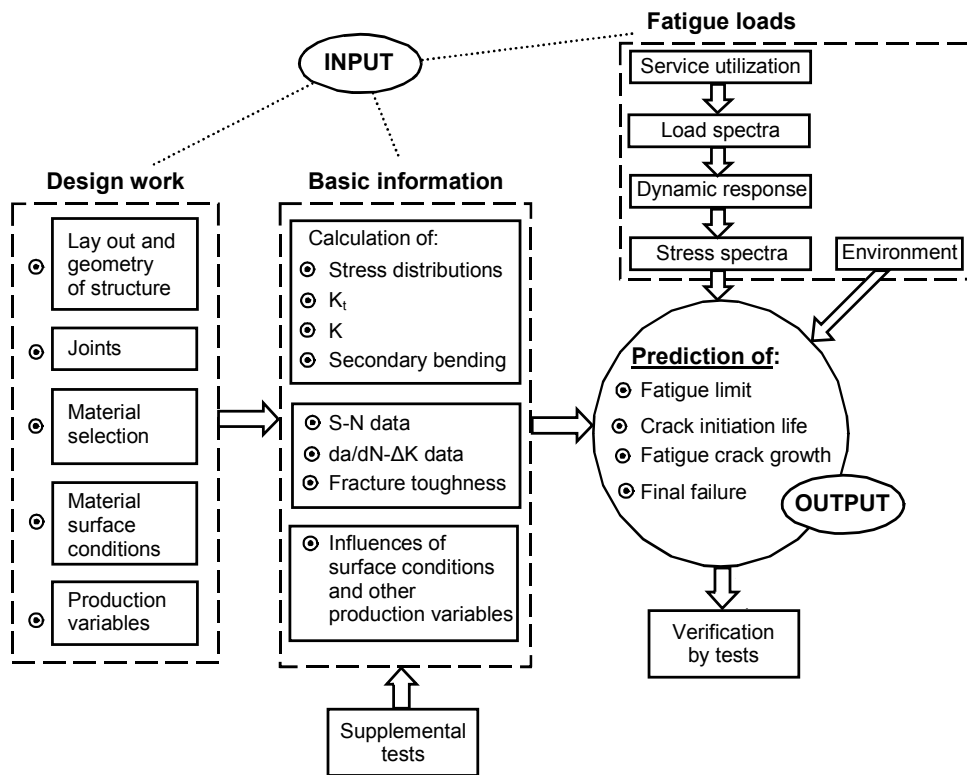 Fatigue loads
INPUT
Service utilization
Load spectra
Dynamic response
Stress spectra
Environment
Design work
Lay out and
geometry
of structure
Joints
Material
selection
Material
surface
conditions
Production
variables
Basic information
Calculation of:
Stress distributions
Kt
K
Secondary bending
S-N data
da/dN-ΔK data
Fracture toughness
Influences of
surface conditions
and other
production variables
Supplemental
tests
Prediction of:
Fatigue limit
Crack initiation life
Fatigue crack growth
Final failure
OUTPUT
Verification
by tests